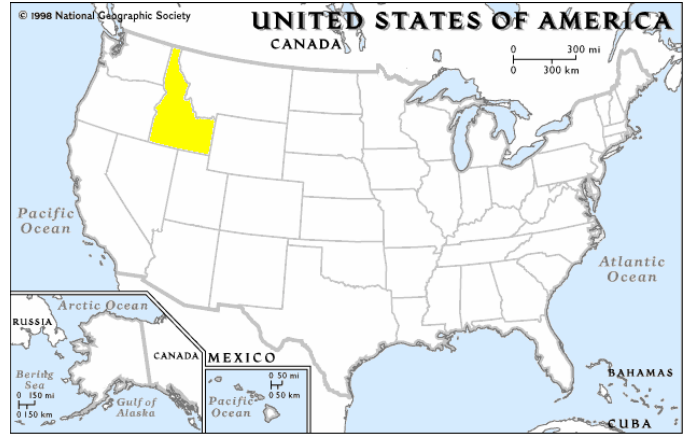 © 1998 National Geographic Society
UNITED STATES OF AMERICA
CANADA
0 300 mi
0 300 km
Pacific
Ocean
Atlantic
Ocean
Arctic Ocean
RUSSIA
CANADA
MEXICO
Bering
Sea
0 150 mi
0 150 km
Gulf of
Alaska
0 50 mi
0 50 km
Pacific
Ocean
BAHAMAS
CUBA